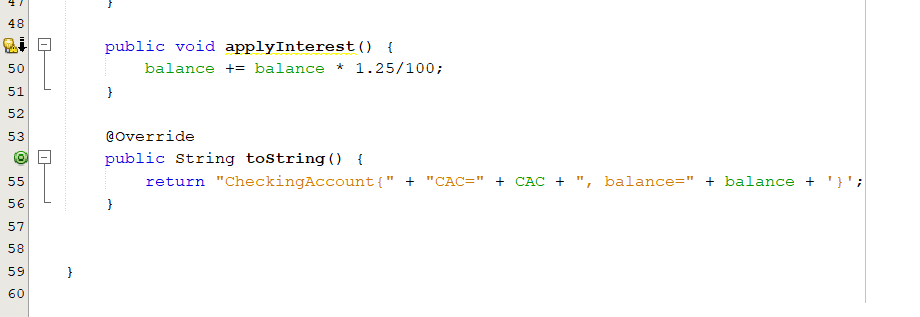 47 }
48
public void applyInterest() {
50 balance += balance * 1.25/100;
51 }
52
53 @Override
public String toString() {
55 return "CheckingAccount{" + "CAC=" + CAC + ", balance=" + balance + '}';
56 }
57
58
59 }
60